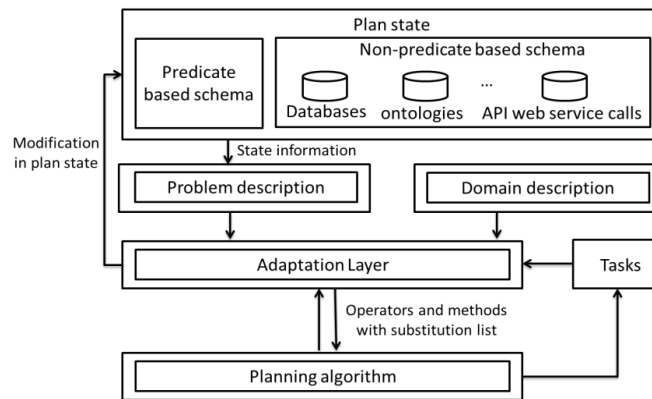 Plan state
Non-predicate based schema
Predicate
based schema
...
Databases
ontologies
API web service calls
Modification
in plan state
State information
Problem description
Domain description
Adaptation Layer
Tasks
Operators and methods
with substitution list
Planning algorithm